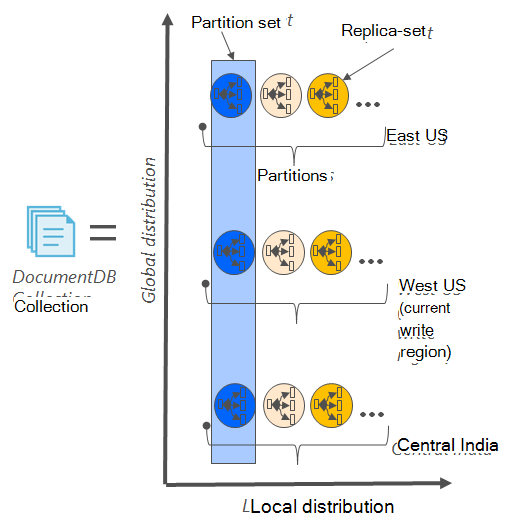 Partition set
Replica-set
East US
Partitions
Global distribution
DocumentDB
Collection
West US
(current
write
region)
Central India
Local distribution